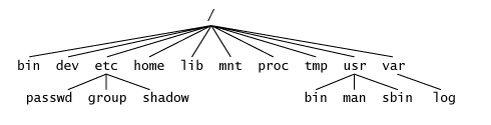 /
bin dev etc home lib mnt proc tmp usr var
passwd group shadow bin man sbin log